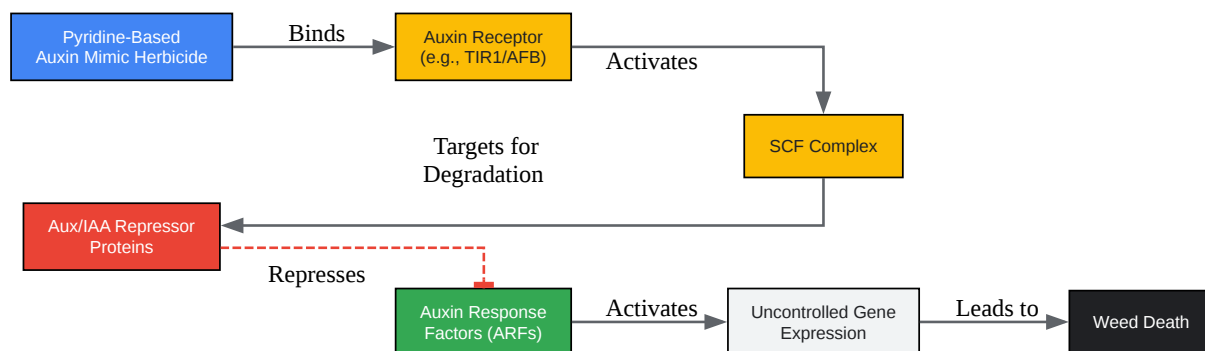 Pyridine-Based
Auxin Mimic Herbicide
Binds
Auxin Receptor
(e.g., TIR1/AFB)
Activates
SCF Complex
Targets for
Degradation
Aux/IAA Repressor
Proteins
Represses
Auxin Response
Factors (ARFs)
Activates
Uncontrolled Gene
Expression
Leads to
Weed Death